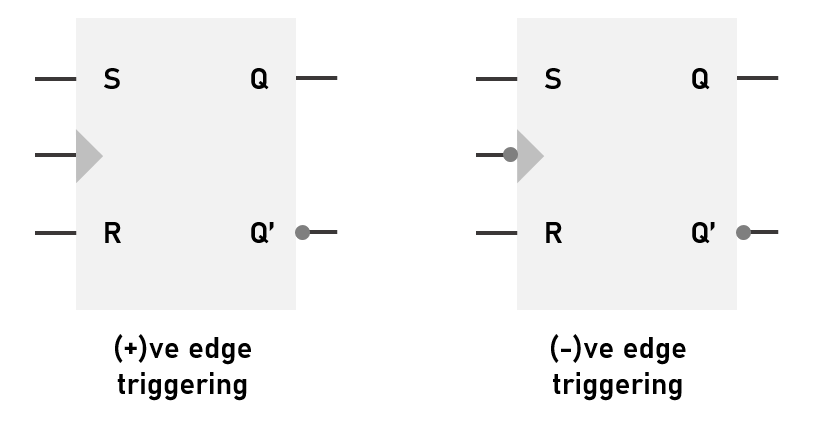 S Q S Q
R Q’ R Q’
(+)ve edge (-)ve edge
triggering triggering